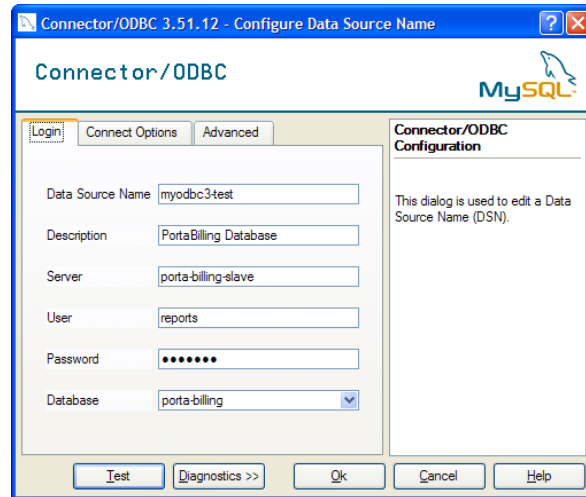 Connector/ODBC 3.51.12 - Configure Data Source Name
Connector/ODBC
MySQL
Login
Connect Options
Advanced
Data Source Name myodbc3-test
Description PortaBilling Database
Server porta-billing-slave
User reports
Password •••••••
Database porta-billing
Connector/ODBC
Configuration
This dialog is used to edit a Data
Source Name (DSN).
Test
Diagnostics >>
Ok
Cancel
Help